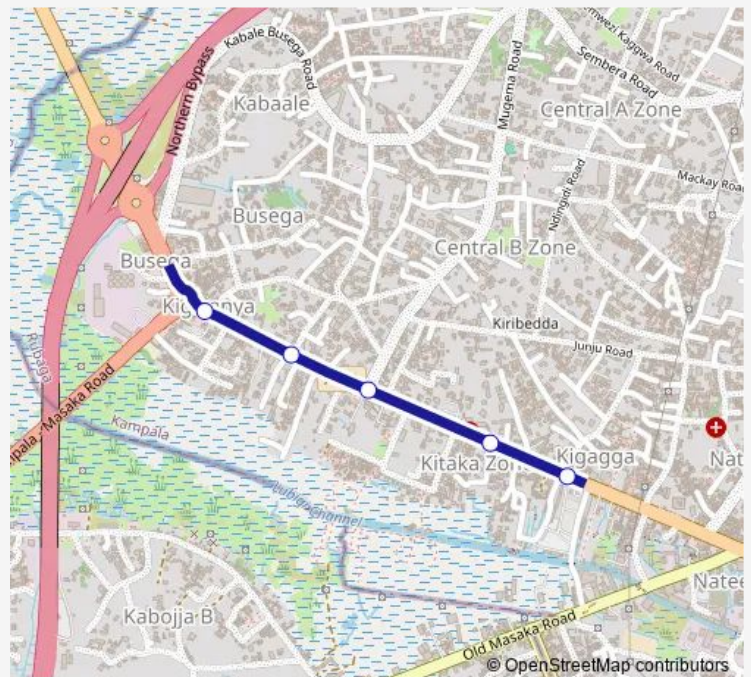 Kabale Busega Road
Northern Bypass
Kabaale
Mugema Road
Sembera Road
Central A Zone
Mackay Road
Ndingidi Road
Busega
Central B Zone
Busega
Kiribedda
Junju Road
Rubaga
Masaka Road
Kampala
Kitaka
Kigagga
Lubigi Channel
Kabojja B
Old Masaka Road
© OpenStreetMap contributors